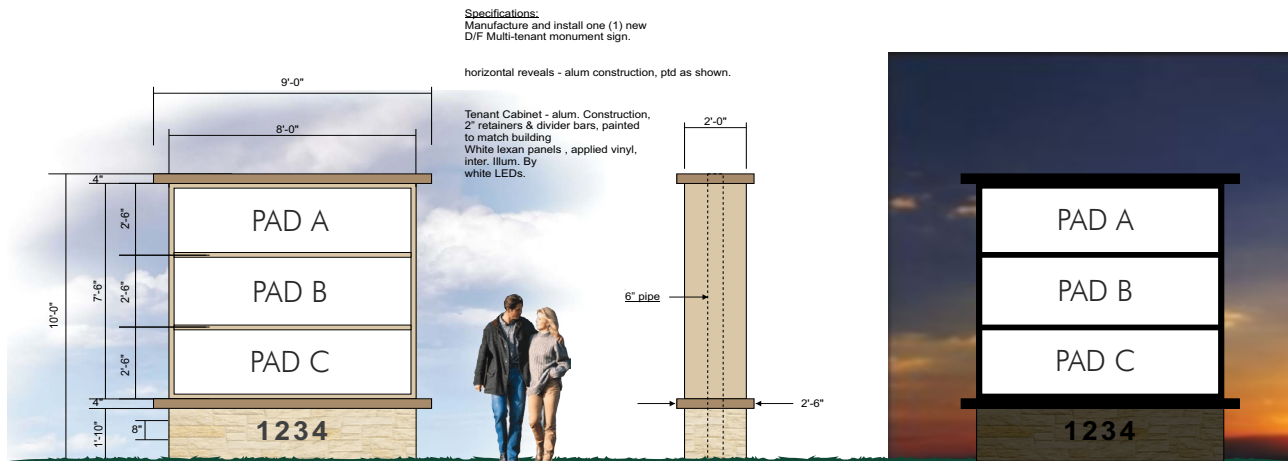 Specifications:
Manufacture and install one (1) new
D/F Multi-tenant monument sign.
horizontal reveals - alum construction, ptd as shown.
Tenant Cabinet - alum. Construction,
2" retainers & divider bars, painted
to match building
White lexan panels , applied vinyl,
inter. Illum. By
white LEDs.
9'-0"
8'-0"
4"
2'-6"
2'-6"
2'-6"
7'-6"
10'-0"
4"
1'-10"
8"
PAD A
PAD B
PAD C
1234
2'-0"
6" pipe
2'-6"
PAD A
PAD B
PAD C
1234